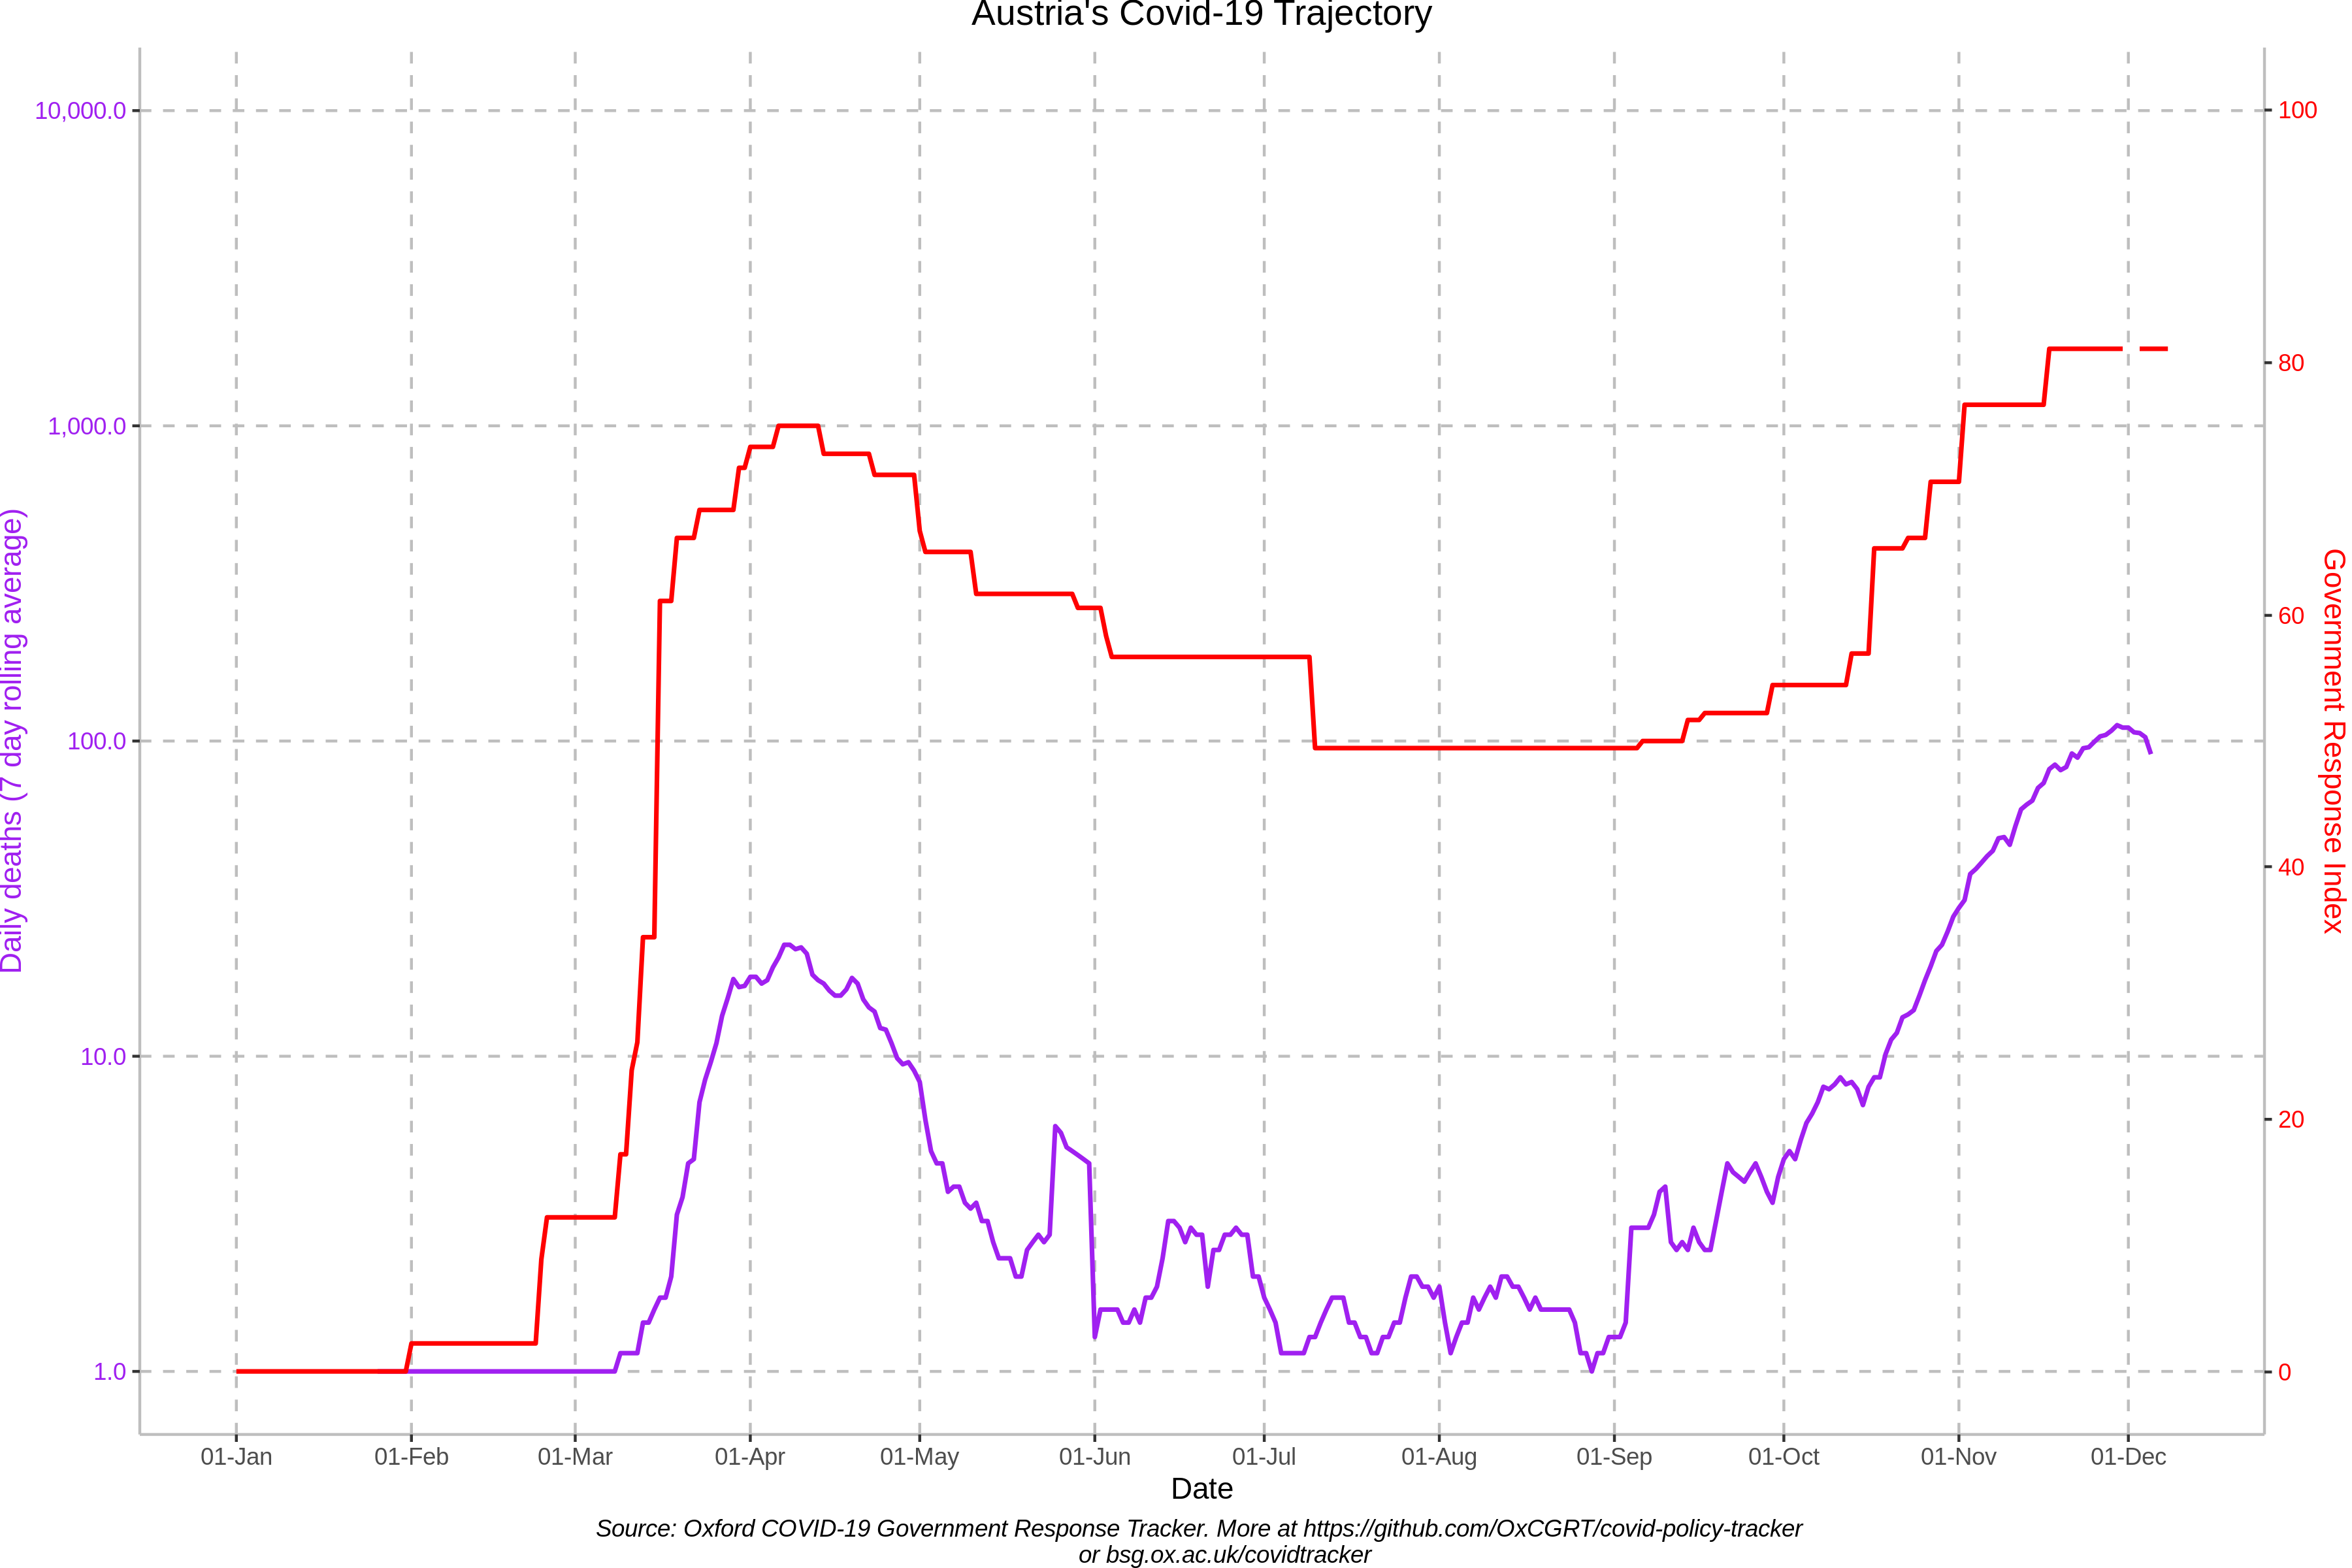 Austria's Covid-19 Trajectory
10,000.0
1,000.0
100.0
10.0
1.0
Daily deaths (7 day rolling average)
100
80
60
40
20
0
Government Response Index
01-Jan 01-Feb 01-Mar 01-Apr 01-May 01-Jun 01-Jul 01-Aug 01-Sep 01-Oct 01-Nov 01-Dec
Date
Source: Oxford COVID-19 Government Response Tracker. More at https://github.com/OxCGRT/covid-policy-tracker
or bsg.ox.ac.uk/covidtracker